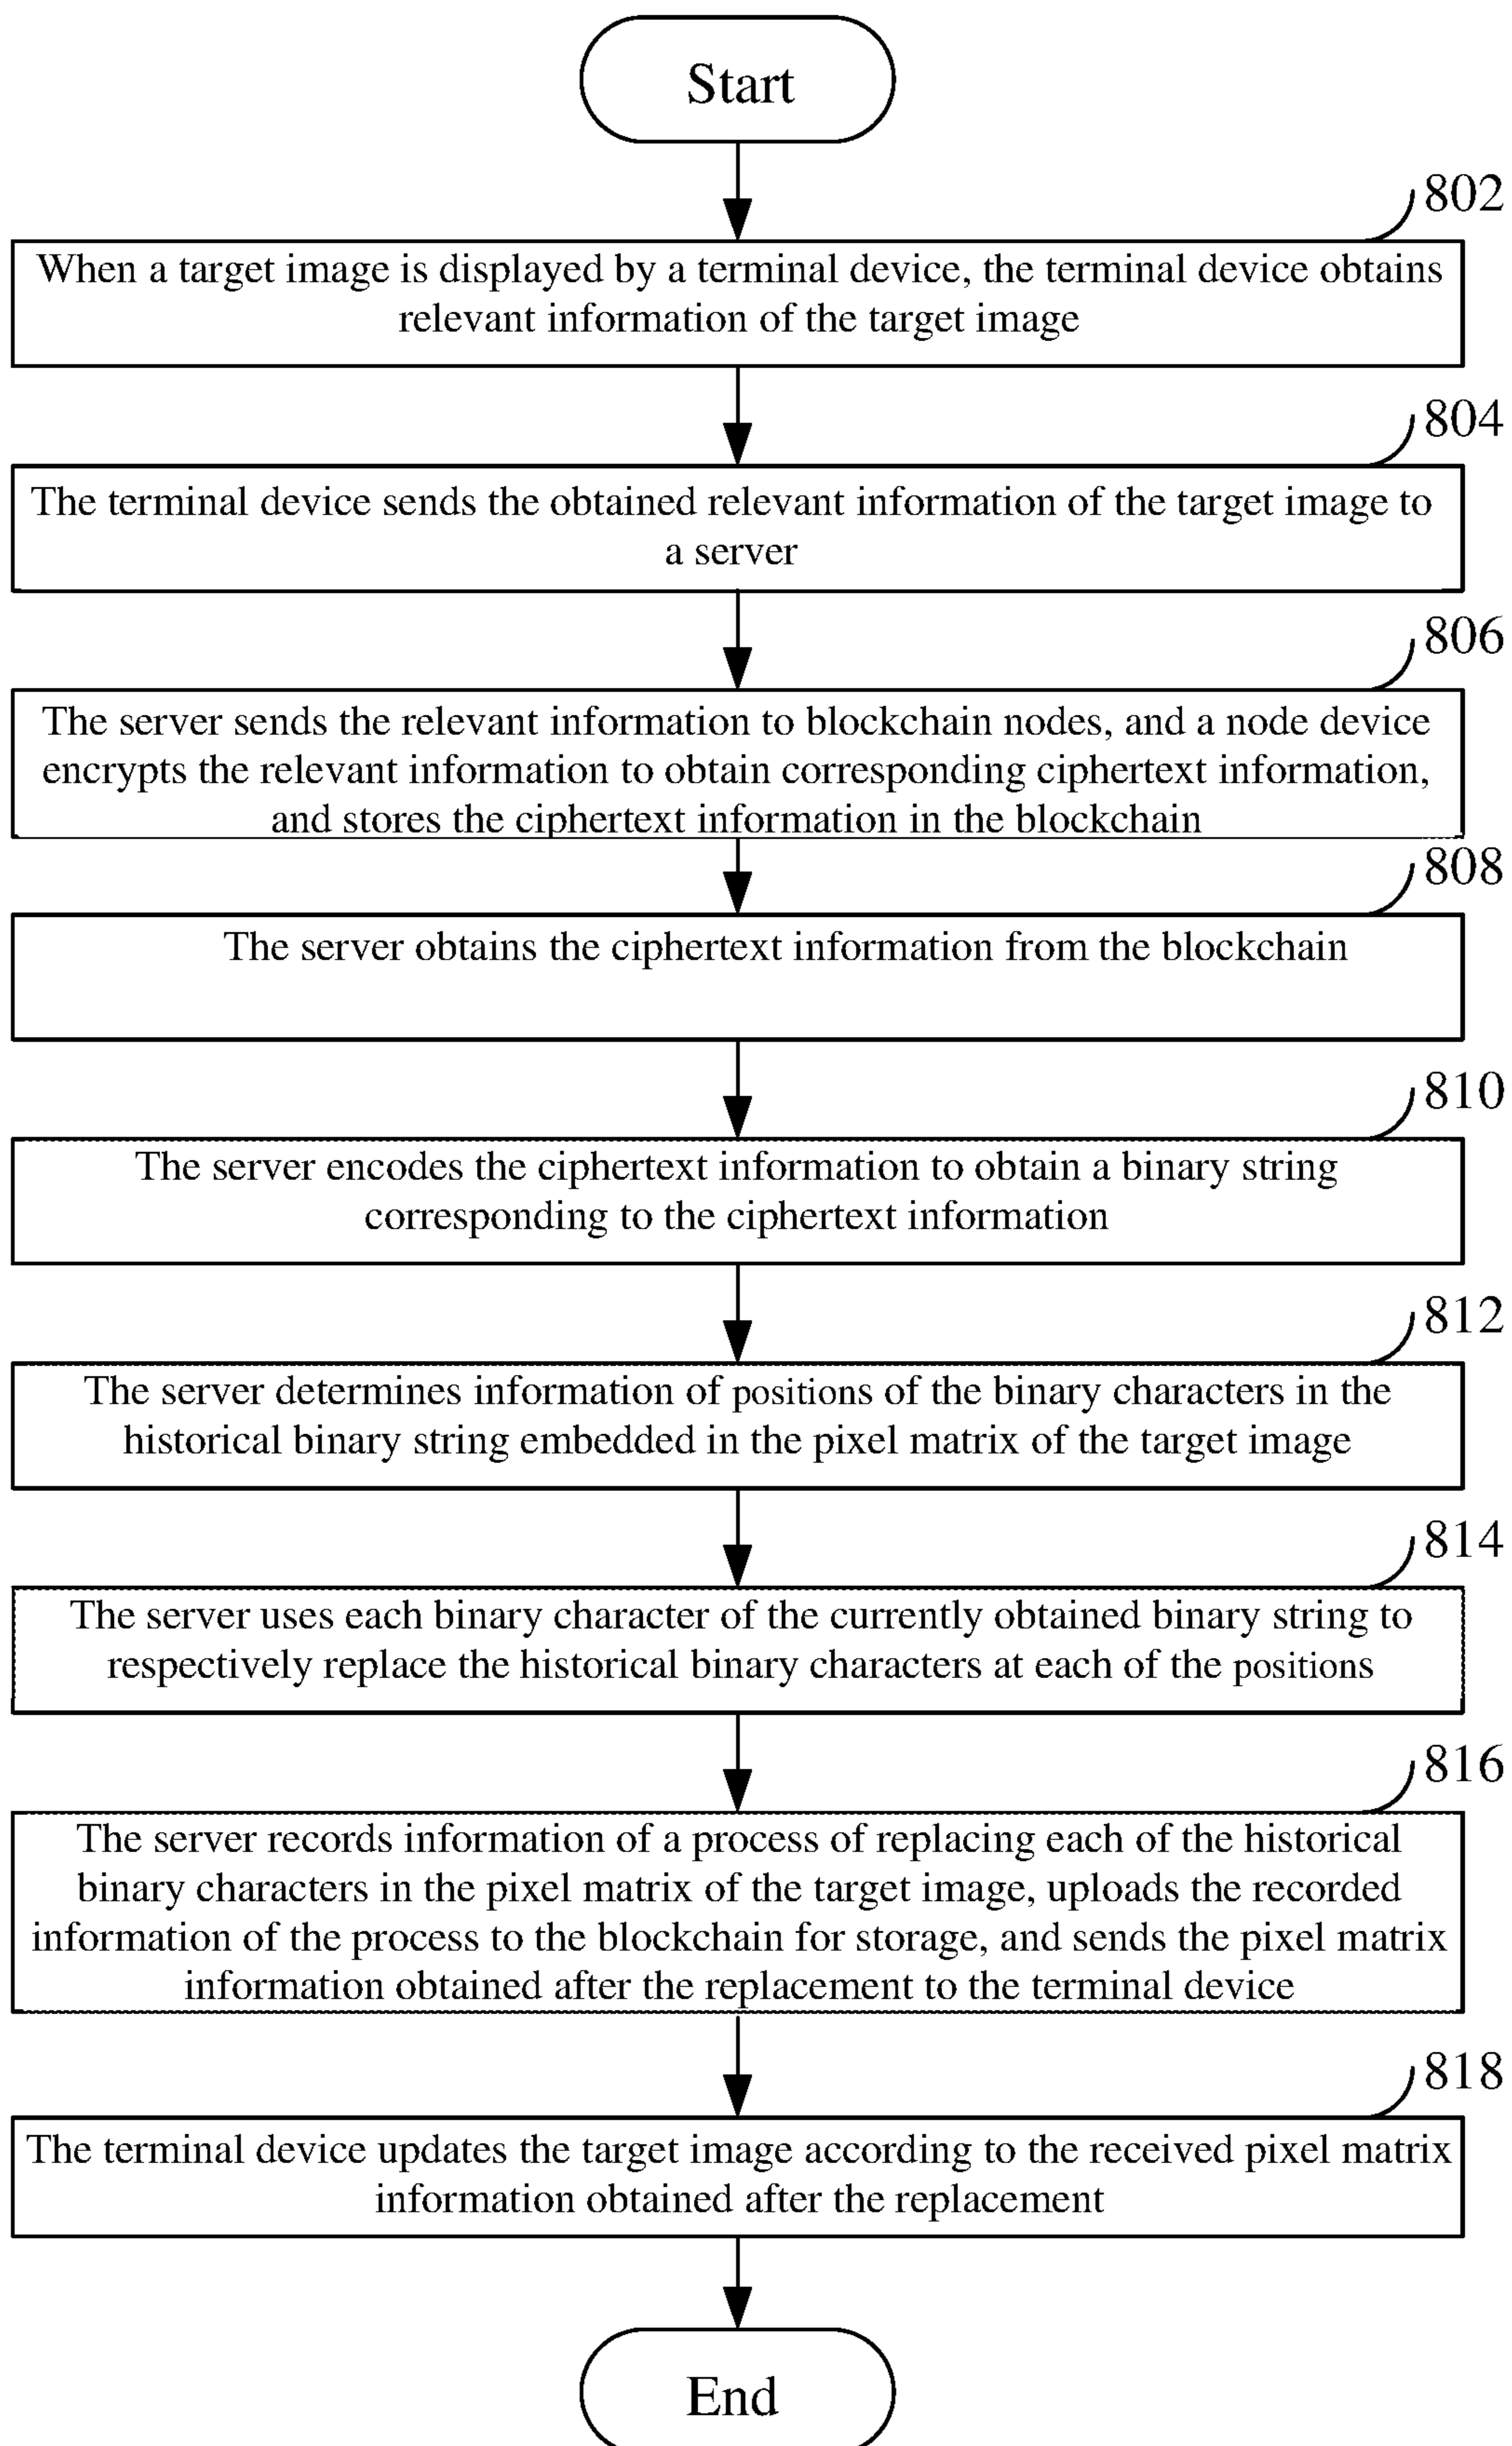 Start
802
When a target image is displayed by a terminal device, the terminal device obtains
relevant information of the target image
804
The terminal device sends the obtained relevant information of the target image to
a server
806
The server sends the relevant information to blockchain nodes, and a node device
encrypts the relevant information to obtain corresponding ciphertext information,
and stores the ciphertext information in the blockchain
808
The server obtains the ciphertext information from the blockchain
810
The server encodes the ciphertext information to obtain a binary string
corresponding to the ciphertext information
812
The server determines information of positions of the binary characters in the
historical binary string embedded in the pixel matrix of the target image
814
The server uses each binary character of the currently obtained binary string to
respectively replace the historical binary characters at each of the positions
816
The server records information of a process of replacing each of the historical
binary characters in the pixel matrix of the target image, uploads the recorded
information of the process to the blockchain for storage, and sends the pixel matrix
information obtained after the replacement to the terminal device
818
The terminal device updates the target image according to the received pixel matrix
information obtained after the replacement
End